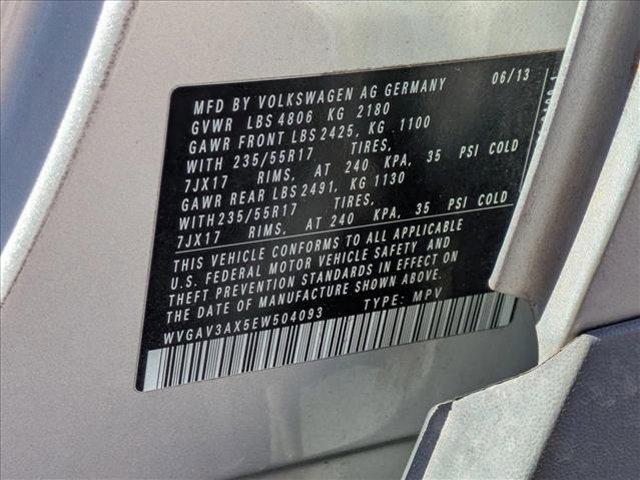 MFD BY VOLKSWAGEN AG GERMANY 06/13
GVWR LBS 4806 KG 2180
GAWR FRONT LBS 2425, KG 1100
WITH 235/55R17 TIRES,
7JX17 RIMS, AT 240 KPA, 35 PSI COLD
GAWR REAR LBS 2491, KG 1130
WITH 235/55R17 TIRES,
7JX17 RIMS, AT 240 KPA, 35 PSI COLD
THIS VEHICLE CONFORMS TO ALL APPLICABLE
U.S. FEDERAL MOTOR VEHICLE SAFETY AND
THEFT PREVENTION STANDARDS IN EFFECT ON
THE DATE OF MANUFACTURE SHOWN ABOVE.
WVGAV3AX5EW504093 TYPE: MPV